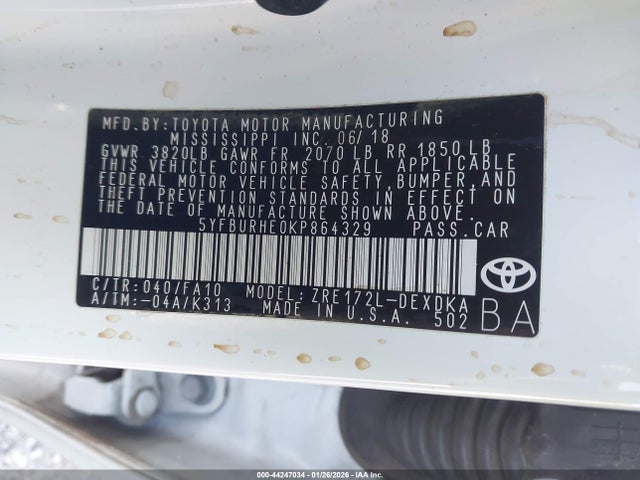 MFD.BY:TOYOTA MOTOR MANUFACTURING
MISSISSIPPI INC. 06/18
GVWR 3820LB GAWR FR 2070LB RR 1850LB
THIS VEHICLE CONFORMS TO ALL APPLICABLE
FEDERAL MOTOR VEHICLE SAFETY,BUMPER,AND
THEFT PREVENTION STANDARDS IN EFFECT ON
THE DATE OF MANUFACTURE SHOWN ABOVE.
5YFBURHE0KP864329 PASS.CAR
C/TR: 040/FA10 MODEL: ZRE172L-DEXDKA
A/TM:-04A/K313 MADE IN U.S.A. 502
BA
000-44247034 | 01/26/2026 - IAA Inc.